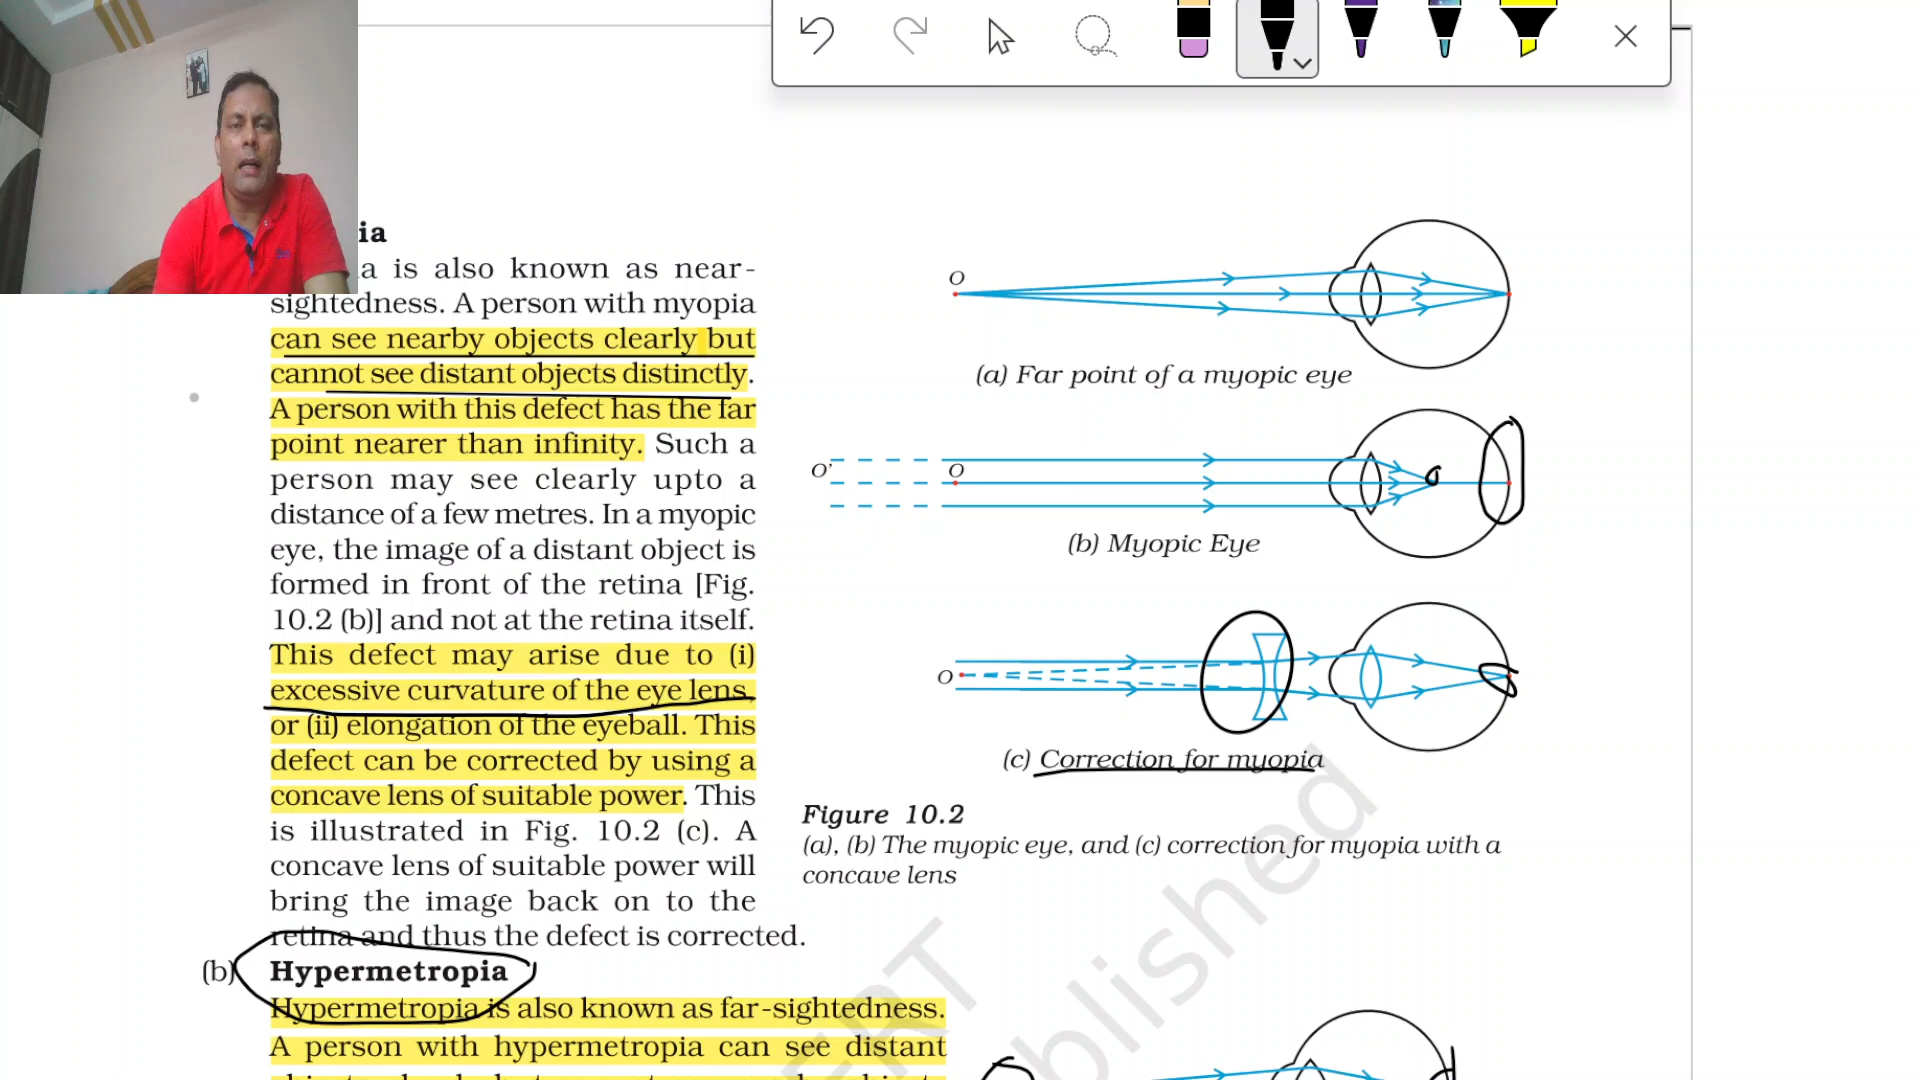 ia
a is also known as near-
sightedness. A person with myopia
can see nearby objects clearly but
cannot see distant objects distinctly.
A person with this defect has the far
point nearer than infinity. Such a
person may see clearly upto a
distance of a few metres. In a myopic
eye, the image of a distant object is
formed in front of the retina [Fig.
10.2 (b)] and not at the retina itself.
This defect may arise due to (i)
excessive curvature of the eye lens,
or (ii) elongation of the eyeball. This
defect can be corrected by using a
concave lens of suitable power. This
is illustrated in Fig. 10.2 (c). A
concave lens of suitable power will
bring the image back on to the
retina and thus the defect is corrected.
(b) Hypermetropia
Hypermetropia is also known as far-sightedness.
A person with hypermetropia can see distant
O
(a) Far point of a myopic eye
O' O
(b) Myopic Eye
O
(c) Correction for myopia
Figure 10.2
(a), (b) The myopic eye, and (c) correction for myopia with a
concave lens
ERT
blished